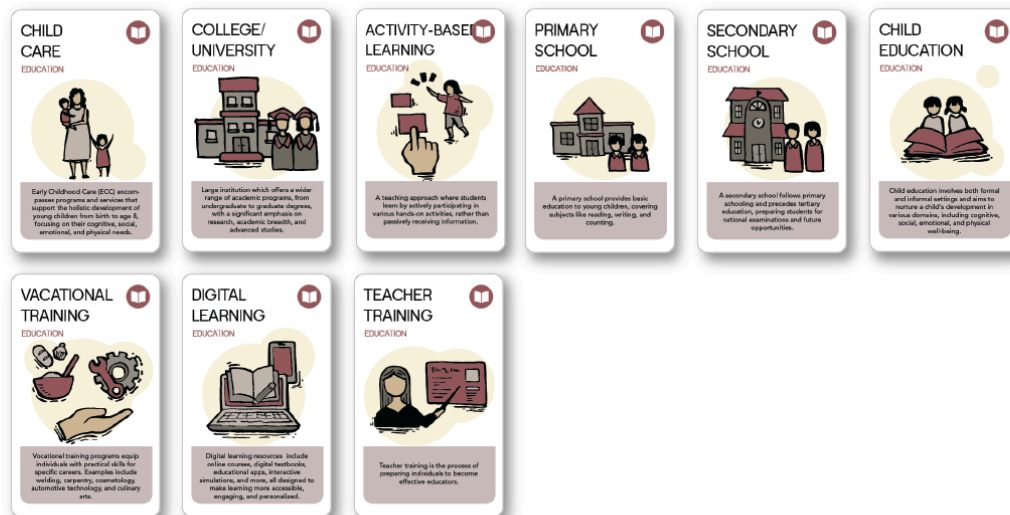 CHILD
CARE
EDUCATION
Early Childhood Care (ECC) encom-
passes programs and services that
support the holistic development of
young children from birth to age 8,
focusing on their cognitive, social,
emotional, and physical needs.
COLLEGE/
UNIVERSITY
EDUCATION
Large institution which offers a wider
range of academic programs, from
undergraduate to graduate degrees,
with a significant emphasis on
research, academic breadth, and
advanced studies.
ACTIVITY-BASED
LEARNING
EDUCATION
A teaching approach where students
learn by actively participating in
various hands-on activities, rather than
passively receiving information.
PRIMARY
SCHOOL
EDUCATION
A primary school provides basic
education to young children, covering
subjects like reading, writing, and
counting.
SECONDARY
SCHOOL
EDUCATION
A secondary school follows primary
schooling and precedes tertiary
education, preparing students for
national examinations and future
opportunities.
CHILD
EDUCATION
EDUCATION
Child education involves both formal
and informal settings and aims to
nurture a child's development in
various domains, including cognitive,
social, emotional, and physical
well-being.
VACATIONAL
TRAINING
EDUCATION
Vocational training programs equip
individuals with practical skills for
specific careers. Examples include
welding, carpentry, cosmetology,
automotive technology, and culinary
arts.
DIGITAL
LEARNING
EDUCATION
Digital learning resources include
online courses, digital textbooks,
educational apps, interactive
simulations, and more, all designed to
make learning more accessible,
engaging, and personalized.
TEACHER
TRAINING
EDUCATION
Teacher training is the process of
preparing individuals to become
effective educators.